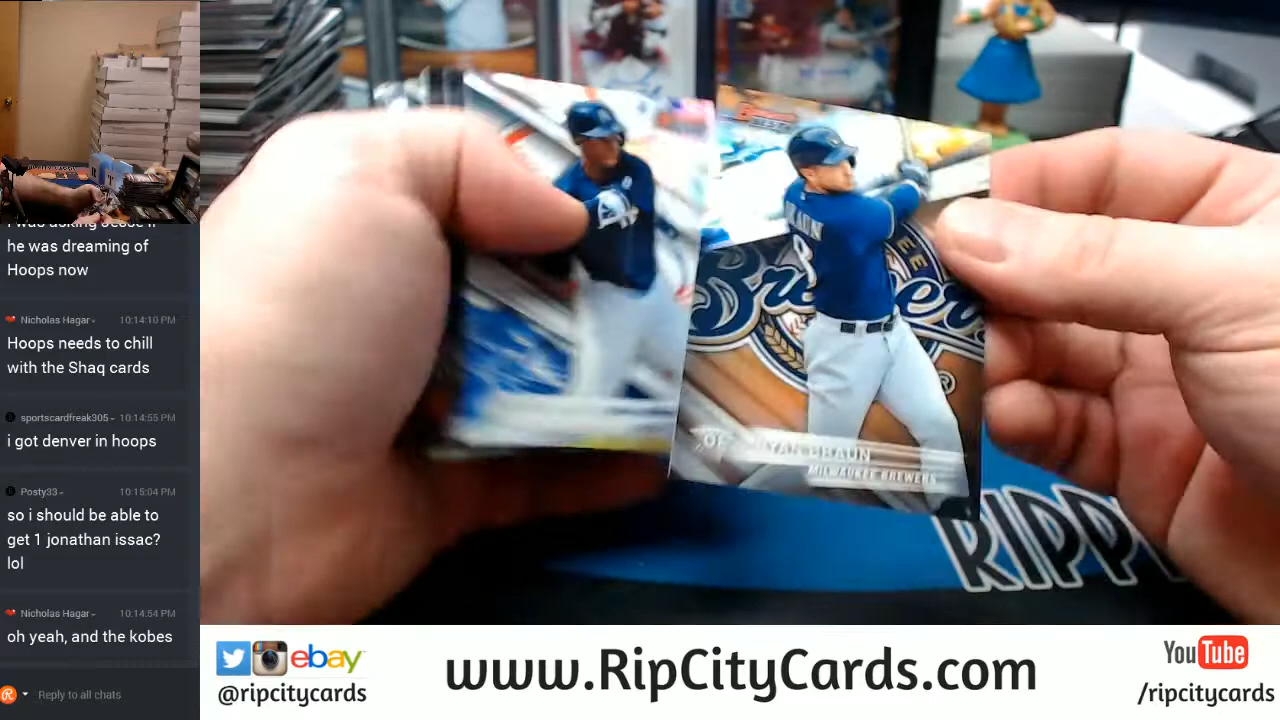 he was dreaming of
Hoops now
Nicholas Hagar 10:14:10 PM
Hoops needs to chill
with the Shaq cards
sportscardfreak305 10:14:55 PM
i got denver in hoops
Posty33 10:15:04 PM
so i should be able to
get 1 jonathan issac?
lol
Nicholas Hagar 10:14:54 PM
oh yeah, and the kobes
Reply to all chats
BRAUN
8
OF
RYAN BRAUN
MILWAUKEE BREWERS
ebay
@ripcitycards
www.RipCityCards.com
YouTube
/ripcitycards